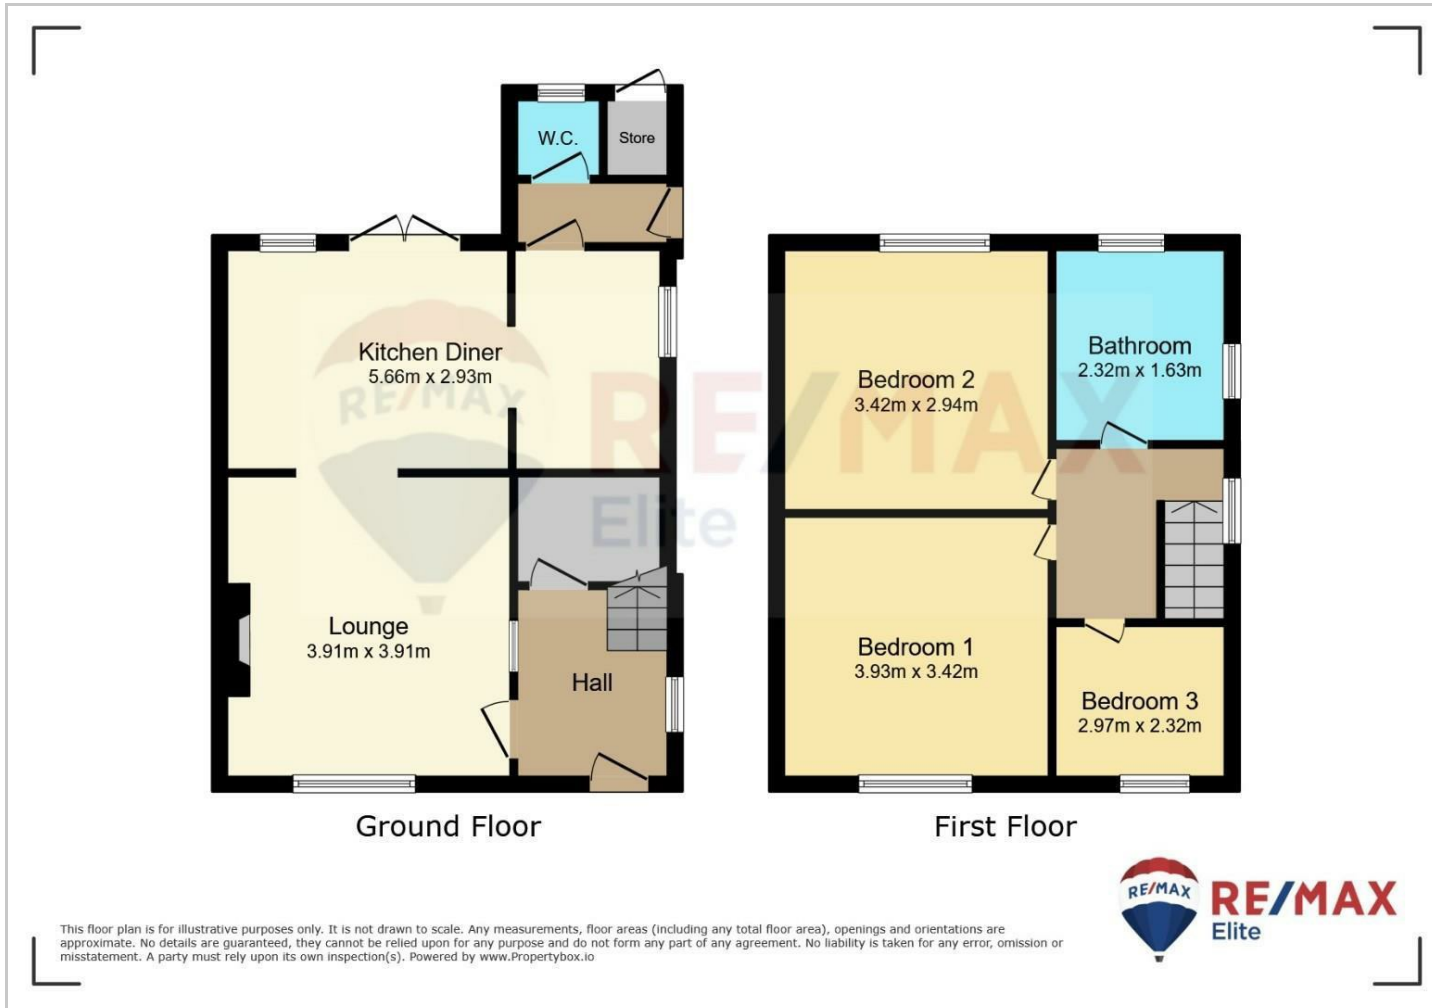 W.C.
Store
Kitchen Diner
5.66m x 2.93m
Lounge
3.91m x 3.91m
Hall
Ground Floor
Bedroom 2
3.42m x 2.94m
Bathroom
2.32m x 1.63m
Bedroom 1
3.93m x 3.42m
Bedroom 3
2.97m x 2.32m
First Floor
RE/MAX
RE/MAX
Elite
This floor plan is for illustrative purposes only. It is not drawn to scale. Any measurements, floor areas (including any total floor area), openings and orientations are
approximate. No details are guaranteed, they cannot be relied upon for any purpose and do not form any part of any agreement. No liability is taken for any error, omission or
misstatement. A party must rely upon its own inspection(s). Powered by www.Propertybox.io
RE/MAX
RE/MAX
Elite